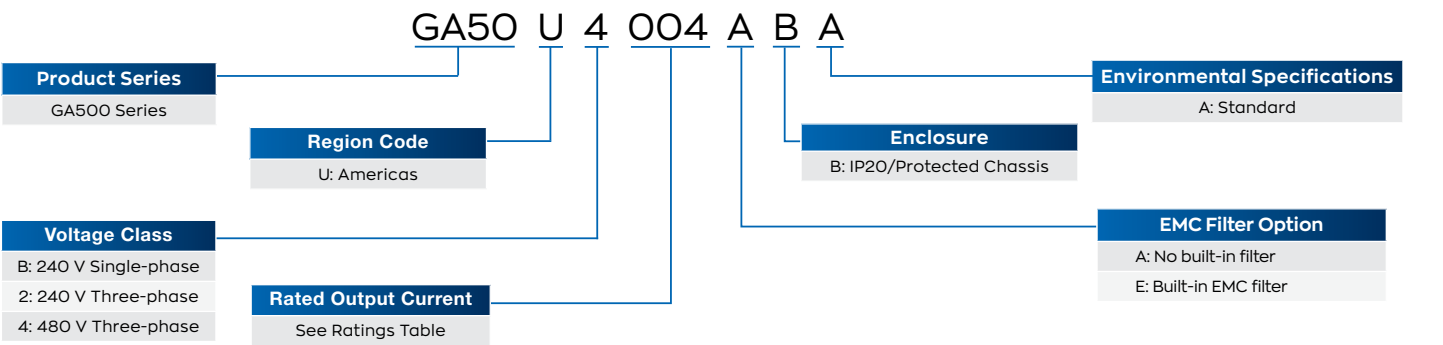 GA50 U 4 004 A B A
Product Series
GA500 Series
Environmental Specifications
A: Standard
Region Code
U: Americas
Enclosure
B: IP20/Protected Chassis
Voltage Class
B: 240 V Single-phase
2: 240 V Three-phase
4: 480 V Three-phase
EMC Filter Option
A: No built-in filter
E: Built-in EMC filter
Rated Output Current
See Ratings Table